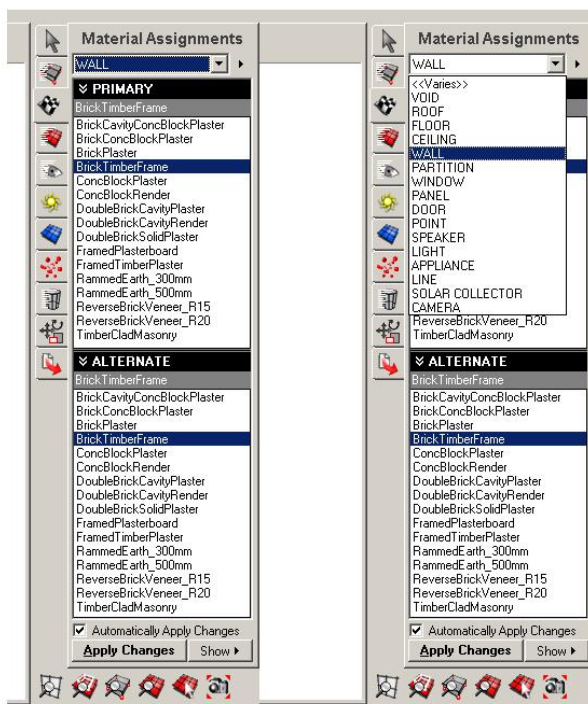 Material Assignments
WALL
PRIMARY
BrickTimberFrame
BrickCavityConcBlockPlaster
BrickConcBlockPlaster
BrickPlaster
BrickTimberFrame
ConcBlockPlaster
ConcBlockRender
DoubleBrickCavityPlaster
DoubleBrickCavityRender
DoubleBrickSolidPlaster
FramedPlasterboard
FramedTimberPlaster
RammedEarth_300mm
RammedEarth_500mm
ReverseBrickVeneer_R15
ReverseBrickVeneer_R20
TimberCladMasonry
ALTERNATE
BrickTimberFrame
BrickCavityConcBlockPlaster
BrickConcBlockPlaster
BrickPlaster
BrickTimberFrame
ConcBlockPlaster
ConcBlockRender
DoubleBrickCavityPlaster
DoubleBrickCavityRender
DoubleBrickSolidPlaster
FramedPlasterboard
FramedTimberPlaster
RammedEarth_300mm
RammedEarth_500mm
ReverseBrickVeneer_R15
ReverseBrickVeneer_R20
TimberCladMasonry
Automatically Apply Changes
Apply Changes Show
Material Assignments
WALL
<<Varies>>
VOID
ROOF
FLOOR
CEILING
WALL
PARTITION
WINDOW
PANEL
DOOR
POINT
SPEAKER
LIGHT
APPLIANCE
LINE
SOLAR COLLECTOR
CAMERA
ReverseBrickVeneer_R20
TimberCladMasonry
ALTERNATE
BrickTimberFrame
BrickCavityConcBlockPlaster
BrickConcBlockPlaster
BrickPlaster
BrickTimberFrame
ConcBlockPlaster
ConcBlockRender
DoubleBrickCavityPlaster
DoubleBrickCavityRender
DoubleBrickSolidPlaster
FramedPlasterboard
FramedTimberPlaster
RammedEarth_300mm
RammedEarth_500mm
ReverseBrickVeneer_R15
ReverseBrickVeneer_R20
TimberCladMasonry
Automatically Apply Changes
Apply Changes Show